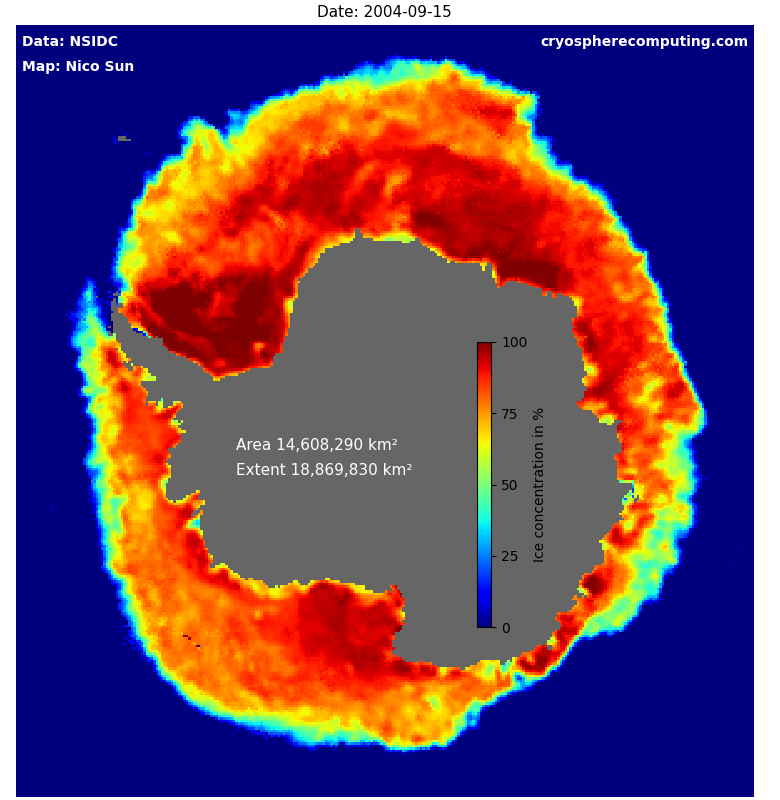 Date: 2004-09-15
Data: NSIDC
cryospherecomputing.com
Map: Nico Sun
100
75
50
25
0
Ice concentration in %
Area 14,608,290 km²
Extent 18,869,830 km²